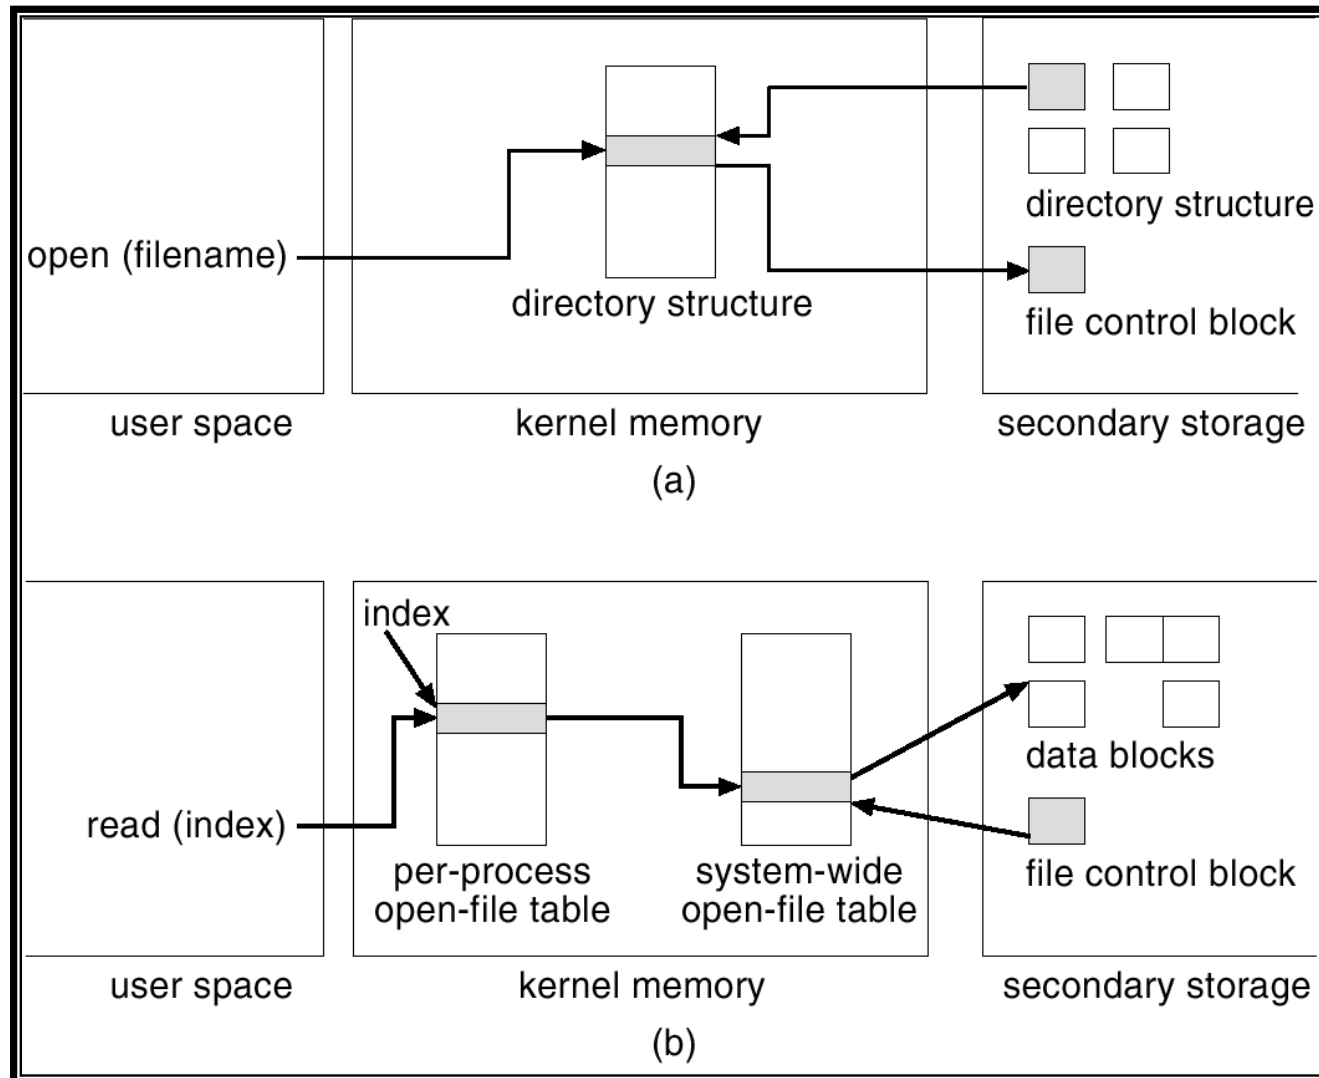 directory structure
open (filename)
directory structure
file control block
user space
kernel memory
secondary storage
(a)
index
data blocks
read (index)
per-process
open-file table
system-wide
open-file table
file control block
user space
kernel memory
secondary storage
(b)